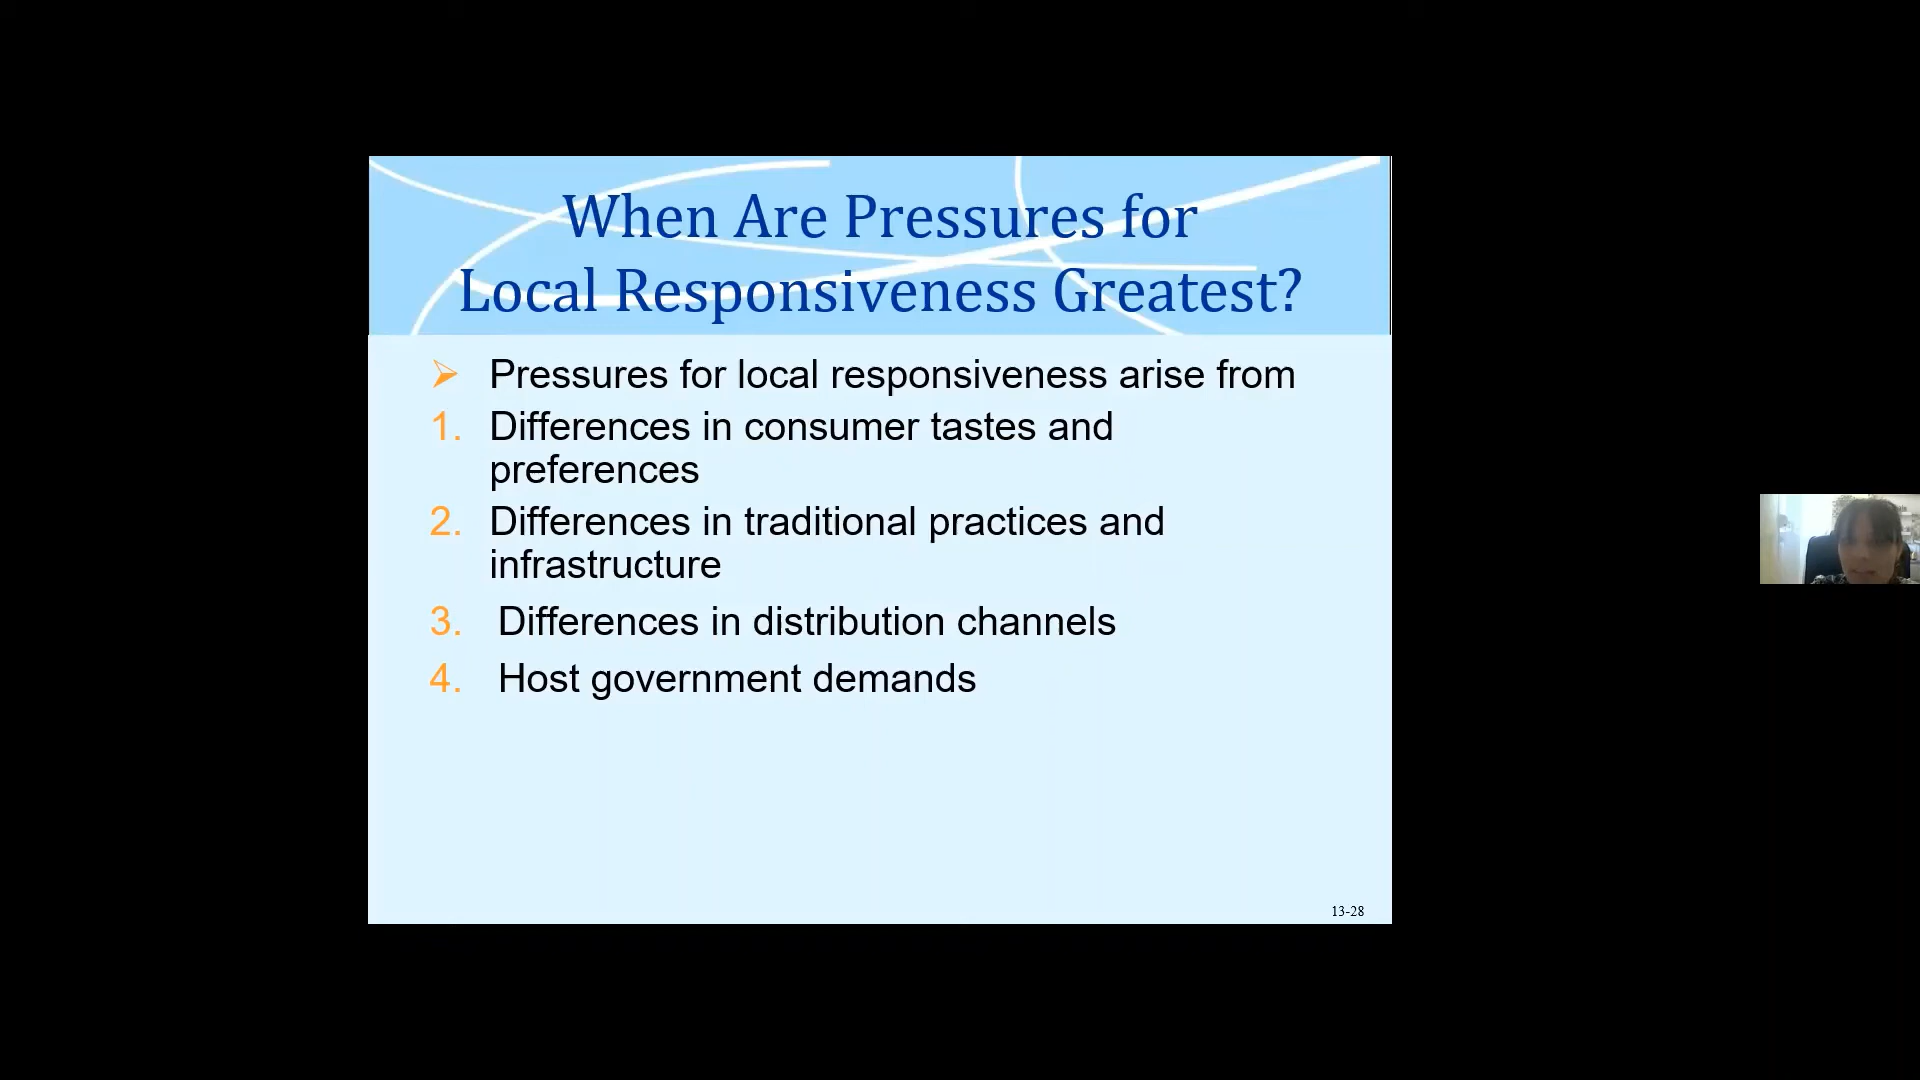 When Are Pressures for
Local Responsiveness Greatest?
➢ Pressures for local responsiveness arise from
1. Differences in consumer tastes and
preferences
2. Differences in traditional practices and
infrastructure
3. Differences in distribution channels
4. Host government demands
13-28